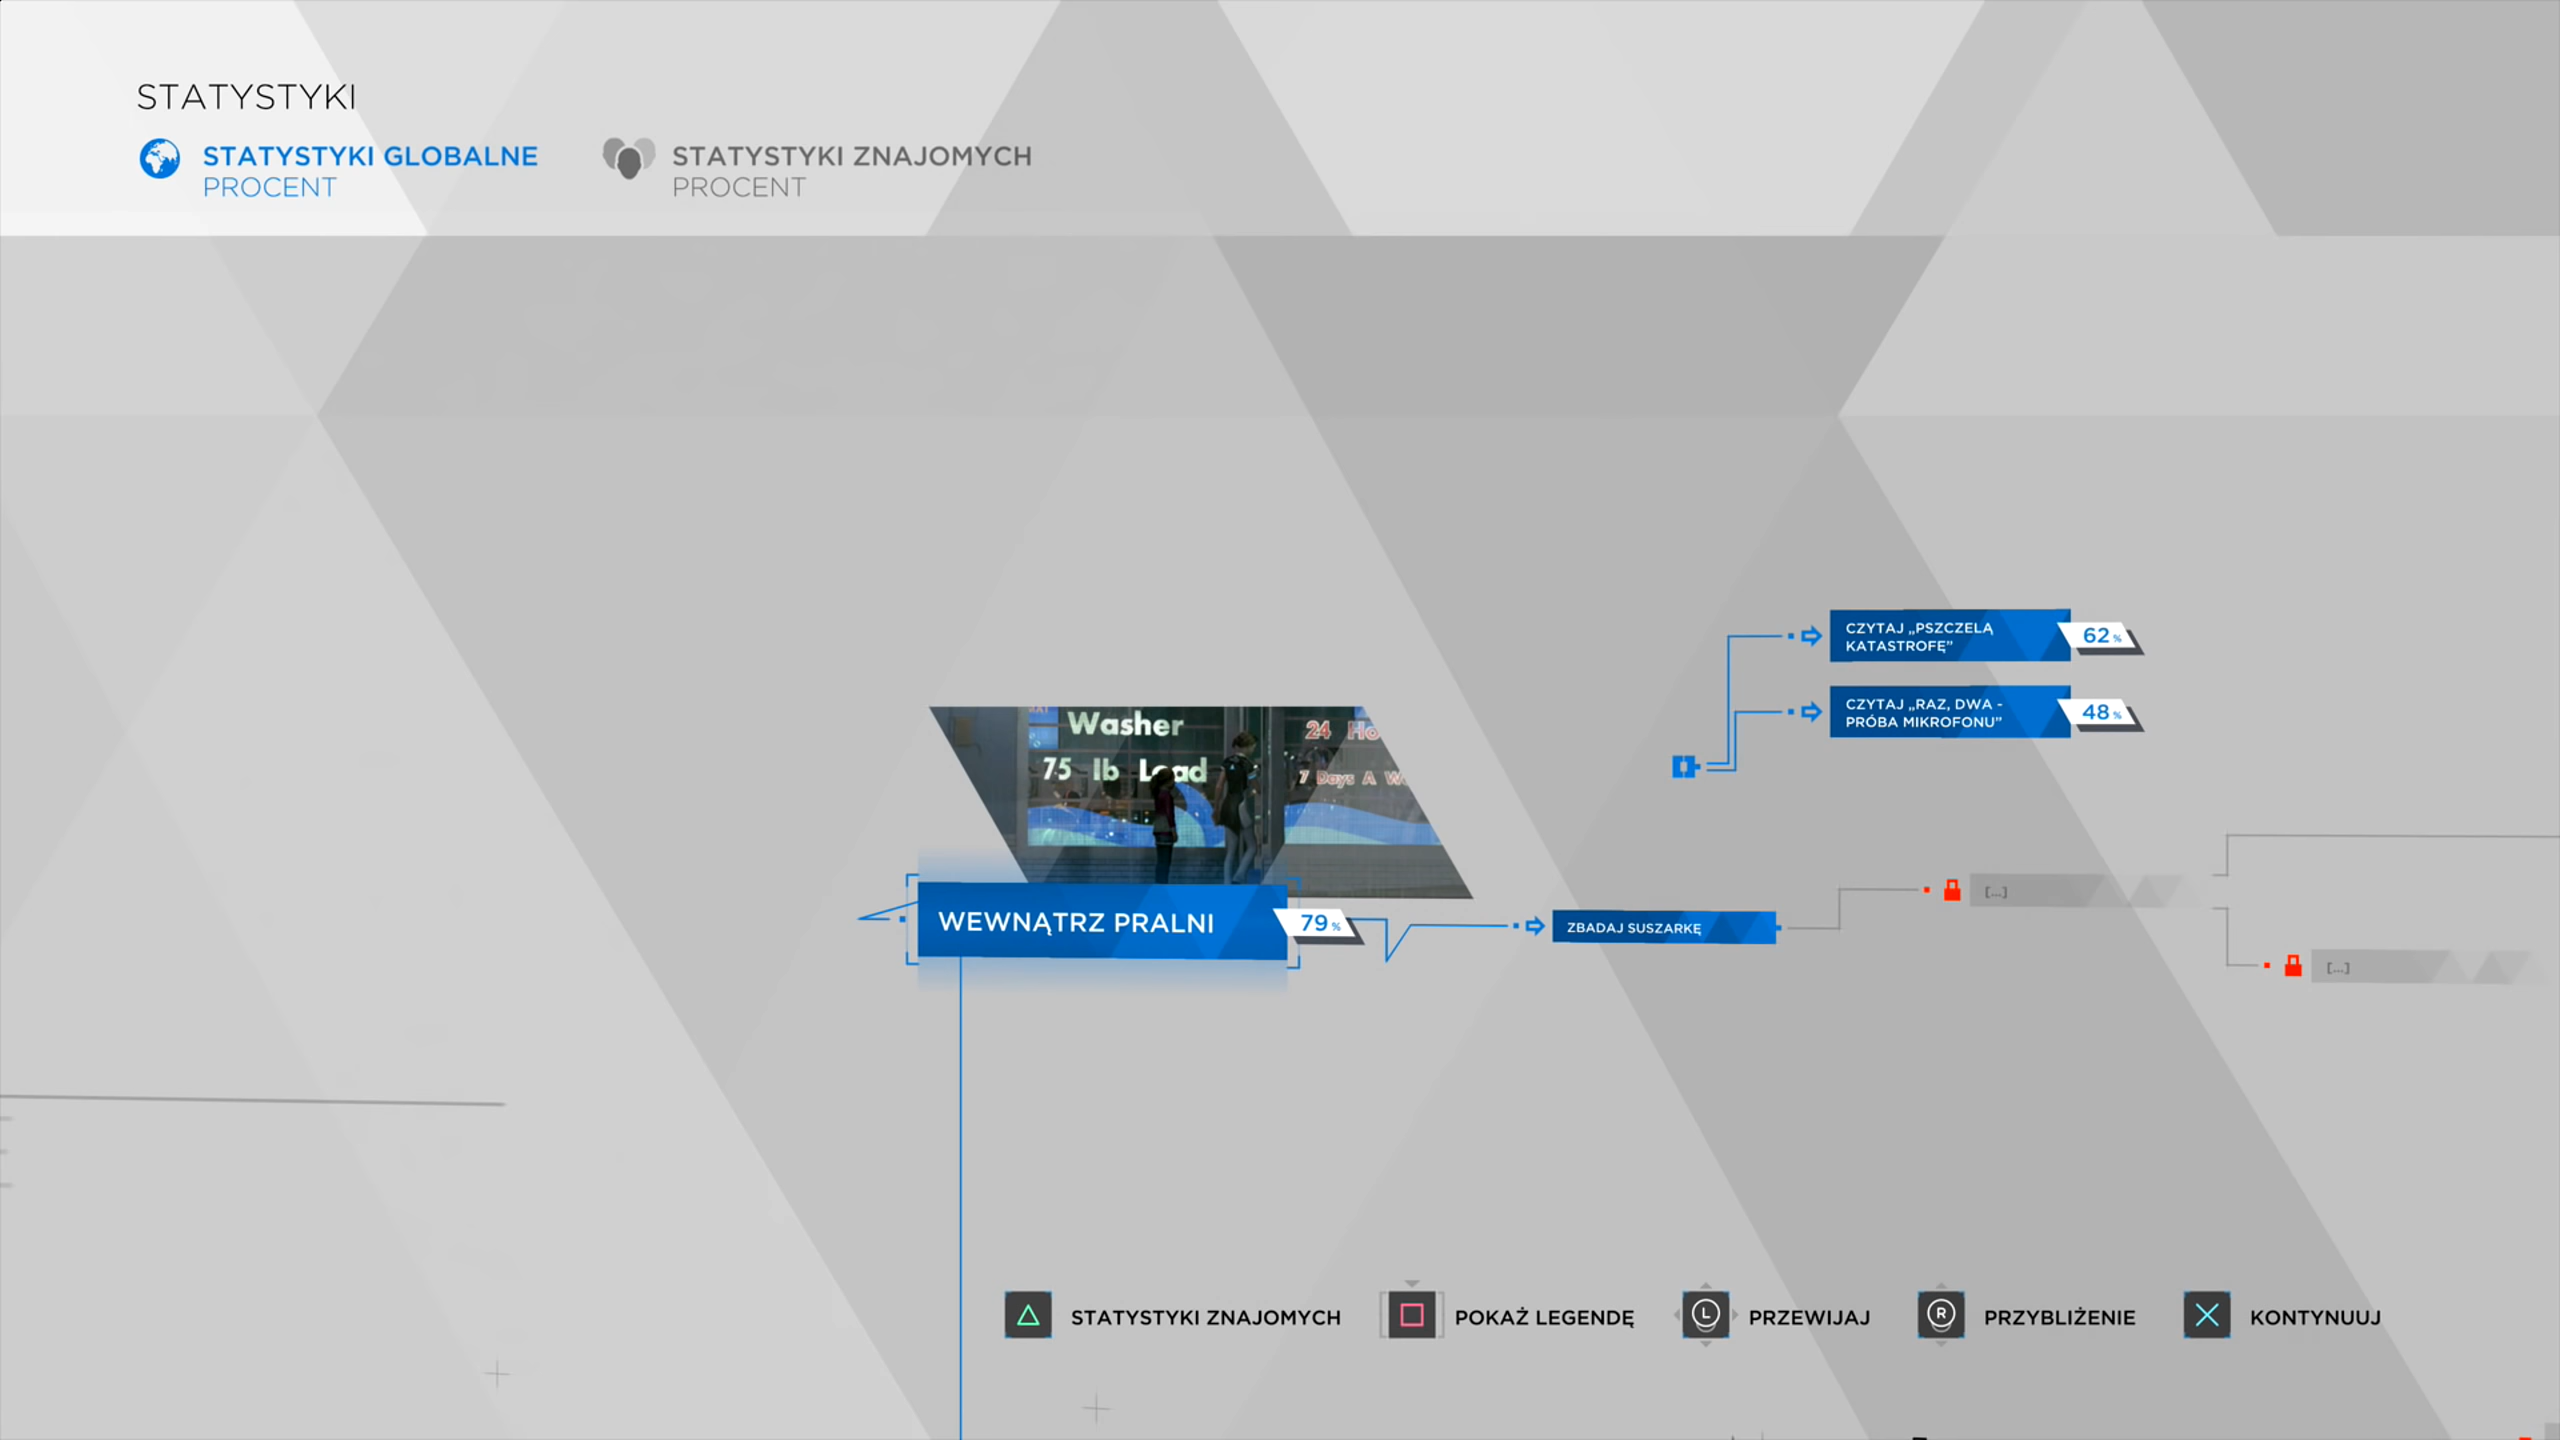 STATYSTYKI
STATYSTYKI GLOBALNE
PROCENT
STATYSTYKI ZNAJOMYCH
PROCENT
CZYTAJ „PSZCZELĄ
KATASTROFĘ”
62%
CZYTAJ „RAZ, DWA -
PRÓBA MIKROFONU”
48%
Washer
75 lb Load
24
7 Days A
WEWNĄTRZ PRALNI
79%
ZBADAJ SUSZARKĘ
[...]
[...]
STATYSTYKI ZNAJOMYCH
POKAŻ LEGENDĘ
L
PRZEWIJAJ
R
PRZYBLIŻENIE
KONTYNUUJ